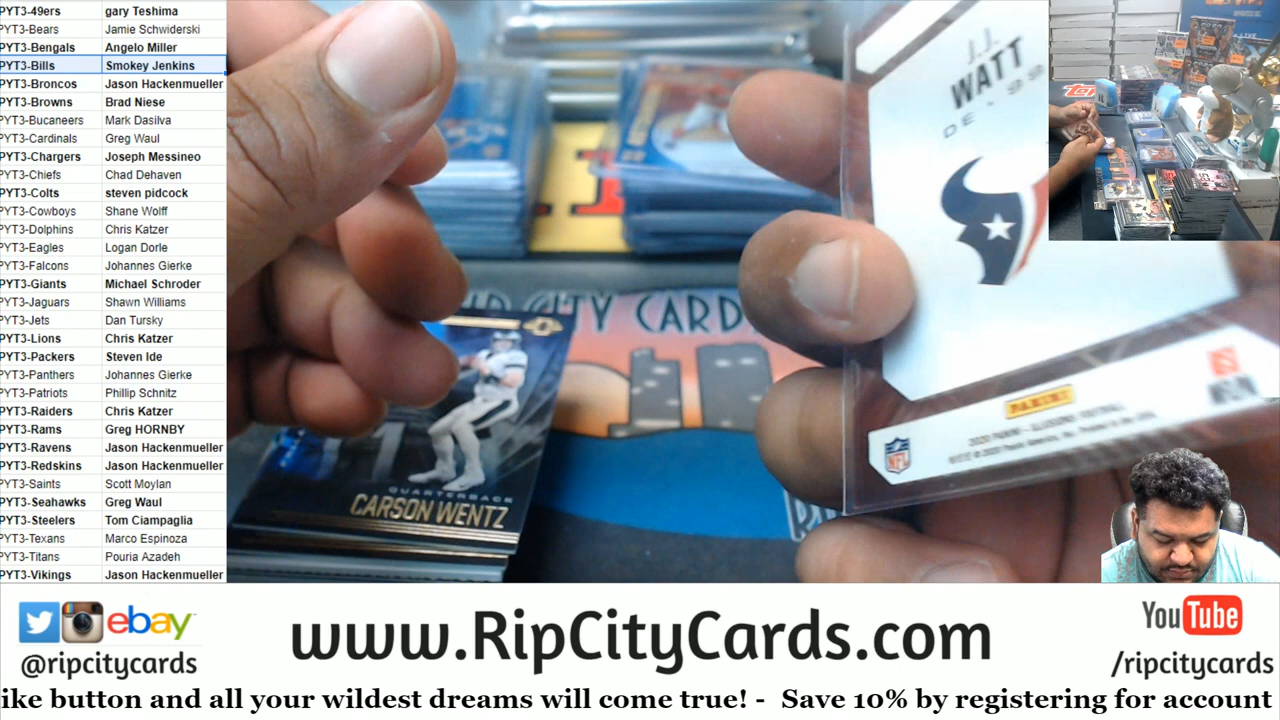 PYT3-49ers gary Teshima
PYT3-Bears Jamie Schwiderski
PYT3-Bengals Angelo Miller
PYT3-Bills Smokey Jenkins
PYT3-Broncos Jason Hackenmueller
PYT3-Browns Brad Niese
PYT3-Bucaneers Mark Dasilva
PYT3-Cardinals Greg Waul
PYT3-Chargers Joseph Messineo
PYT3-Chiefs Chad Dehaven
PYT3-Colts steven pidcock
PYT3-Cowboys Shane Wolff
PYT3-Dolphins Chris Katzer
PYT3-Eagles Logan Dorle
PYT3-Falcons Johannes Gierke
PYT3-Giants Michael Schroder
PYT3-Jaguars Shawn Williams
PYT3-Jets Dan Tursky
PYT3-Lions Chris Katzer
PYT3-Packers Steven Ide
PYT3-Panthers Johannes Gierke
PYT3-Patriots Phillip Schnitz
PYT3-Raiders Chris Katzer
PYT3-Rams Greg HORNBY
PYT3-Ravens Jason Hackenmueller
PYT3-Redskins Jason Hackenmueller
PYT3-Saints Scott Moylan
PYT3-Seahawks Greg Waul
PYT3-Steelers Tom Ciampaglia
PYT3-Texans Marco Espinoza
PYT3-Titans Pouria Azadeh
PYT3-Vikings Jason Hackenmueller
J.J.
WATT
DE • 99
PANINI
NFL
CITY CARD
QUARTERBACK
CARSON WENTZ
ebay
@ripcitycards
www.RipCityCards.com
YouTube
/ripcitycards
ike button and all your wildest dreams will come true! - Save 10% by registering for account